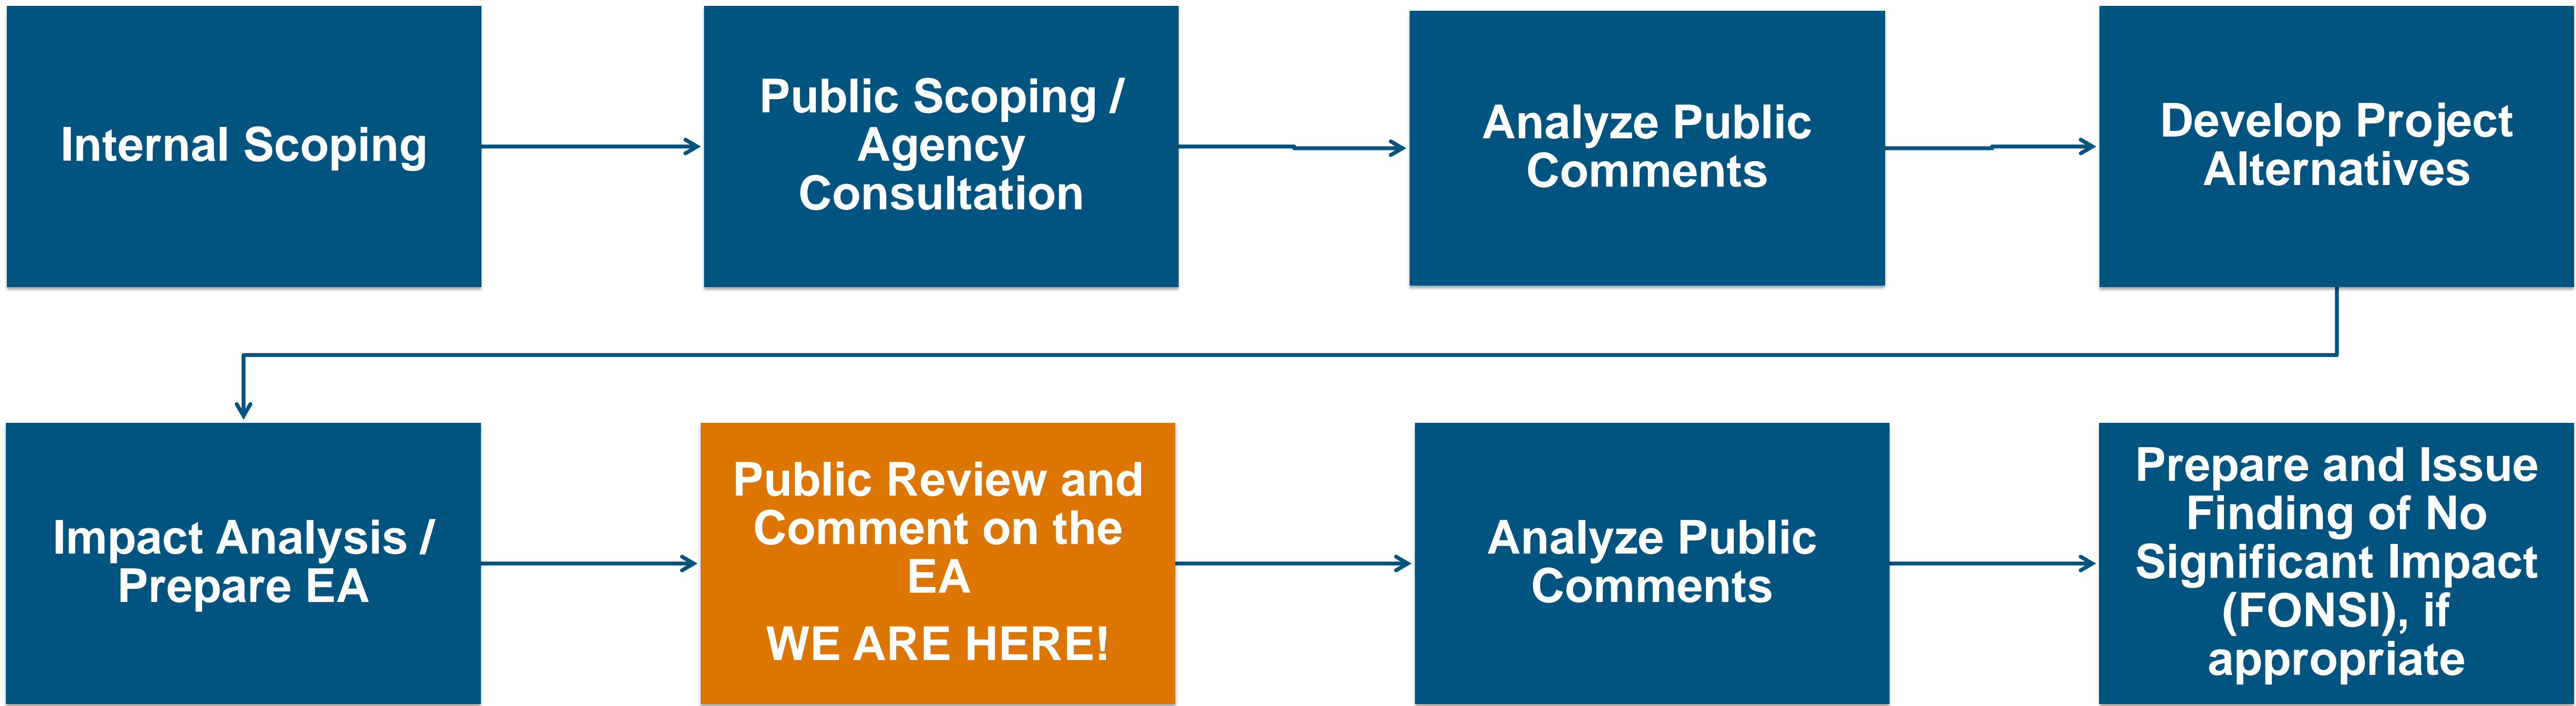 Internal Scoping
Public Scoping /
Agency
Consultation
Analyze Public
Comments
Develop Project
Alternatives
Impact Analysis /
Prepare EA
Public Review and
Comment on the
EA
WE ARE HERE!
Analyze Public
Comments
Prepare and Issue
Finding of No
Significant Impact
(FONSI), if
appropriate